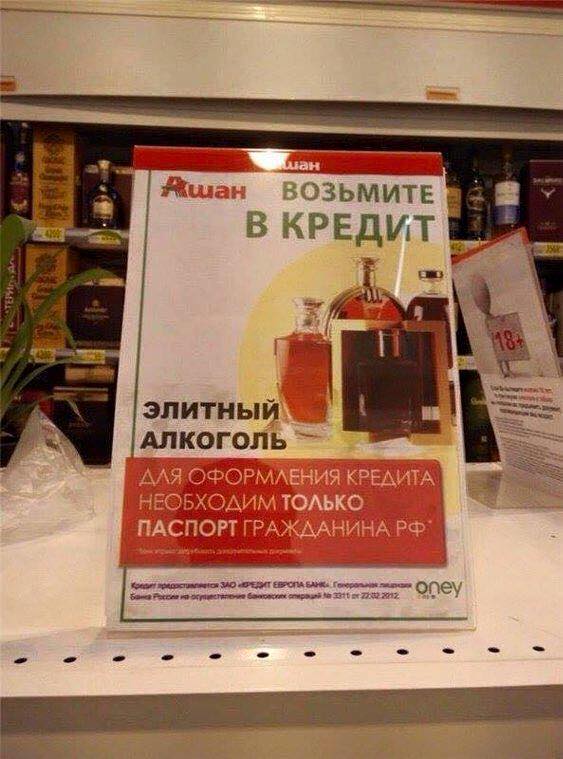 Ашан
Ашан ВОЗЬМИТЕ
В КРЕДИТ
ЭЛИТНЫЙ
АЛКОГОЛЬ
ДЛЯ ОФОРМЛЕНИЯ КРЕДИТА
НЕОБХОДИМ ТОЛЬКО
ПАСПОРТ ГРАЖДАНИНА РФ*
Кредит предоставляется ЗАО «КРЕДИТ ЕВРОПА БАНК». Генеральная лицензия
Банка России на осуществление банковских операций № 3311 от 22.02.2012
oney
18+